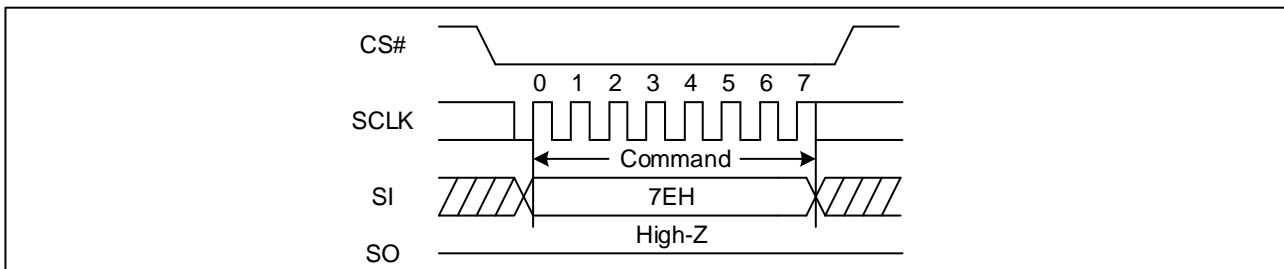 CS#
0 1 2 3 4 5 6 7
SCLK
Command
SI
7EH
High-Z
SO